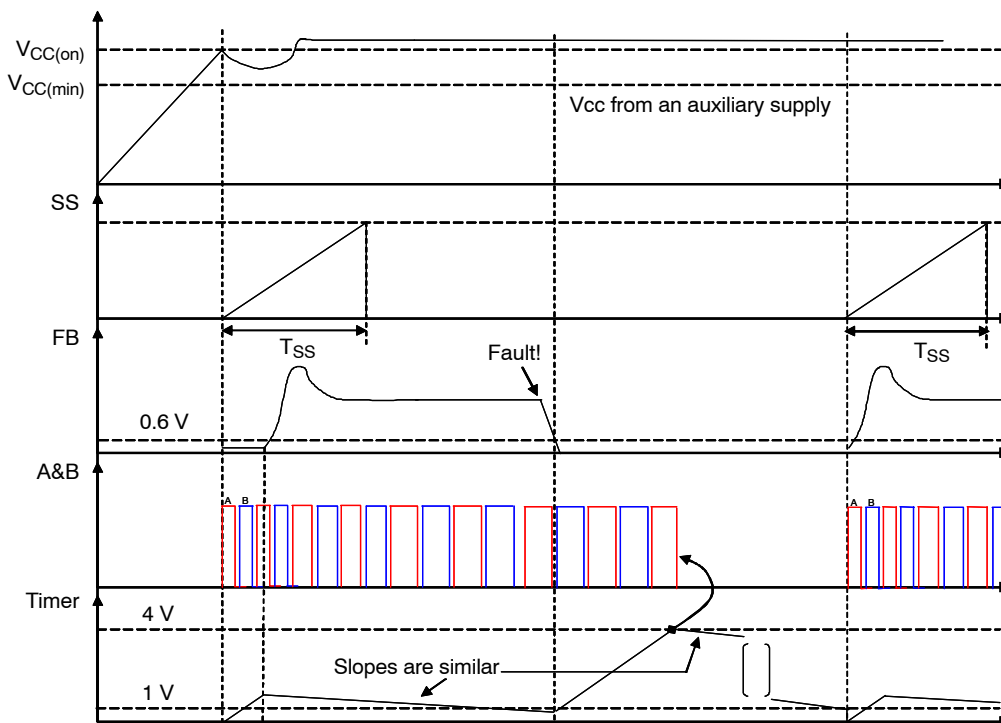 VCC(on)
VCC(min)
Vcc from an auxiliary supply
SS
TSS
TSS
FB
Fault!
0.6 V
A&B
A B
A B
Timer
4 V
Slopes are similar
1 V